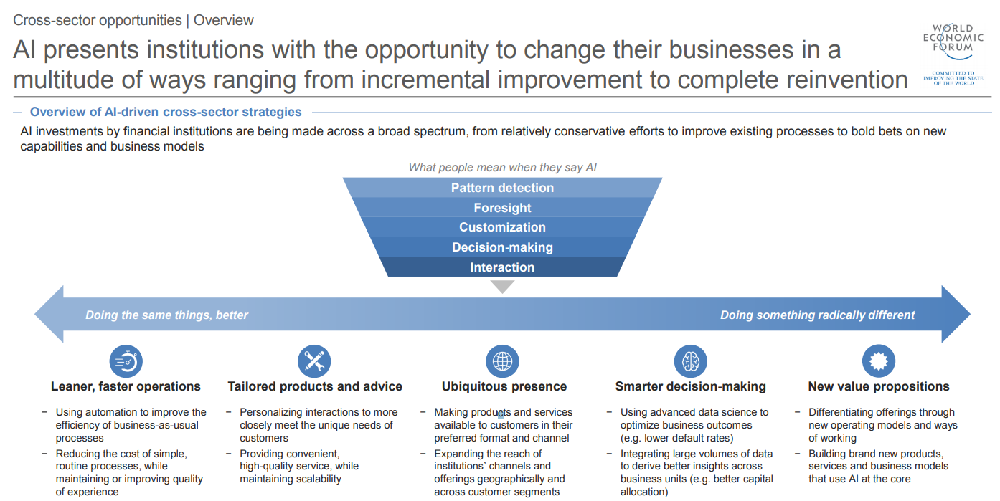 Cross-sector opportunities | Overview
AI presents institutions with the opportunity to change their businesses in a
multitude of ways ranging from incremental improvement to complete reinvention
WORLD
ECONOMIC
FORUM
COMMITTED TO
IMPROVING THE STATE
OF THE WORLD
Overview of AI-driven cross-sector strategies
AI investments by financial institutions are being made across a broad spectrum, from relatively conservative efforts to improve existing processes to bold bets on new
capabilities and business models
What people mean when they say AI
Pattern detection
Foresight
Customization
Decision-making
Interaction
Doing the same things, better
Doing something radically different
Leaner, faster operations
− Using automation to improve the
efficiency of business-as-usual
processes
− Reducing the cost of simple,
routine processes, while
maintaining or improving quality
of experience
Tailored products and advice
− Personalizing interactions to more
closely meet the unique needs of
customers
− Providing convenient,
high-quality service, while
maintaining scalability
Ubiquitous presence
− Making products and services
available to customers in their
preferred format and channel
− Expanding the reach of
institutions’ channels and
offerings geographically and
across customer segments
Smarter decision-making
− Using advanced data science to
optimize business outcomes
(e.g. lower default rates)
− Integrating large volumes of data
to derive better insights across
business units (e.g. better capital
allocation)
New value propositions
− Differentiating offerings through
new operating models and ways
of working
− Building brand new products,
services and business models
that use AI at the core